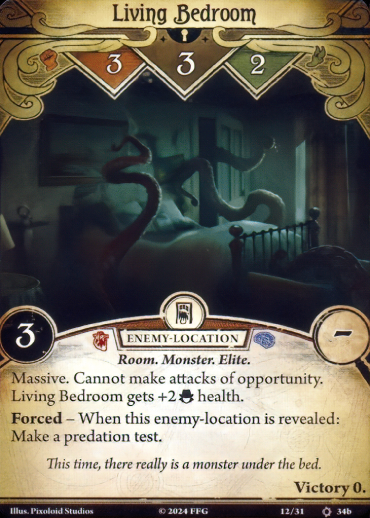 Living Bedroom
3 3 2
3 -
ENEMY-LOCATION
Room. Monster. Elite.
Massive. Cannot make attacks of opportunity.
Living Bedroom gets +2 health.
Forced – When this enemy-location is revealed:
Make a predation test.
This time, there really is a monster under the bed.
Victory 0.
Illus. Pixoloid Studios © 2024 FFG 12/31 34b